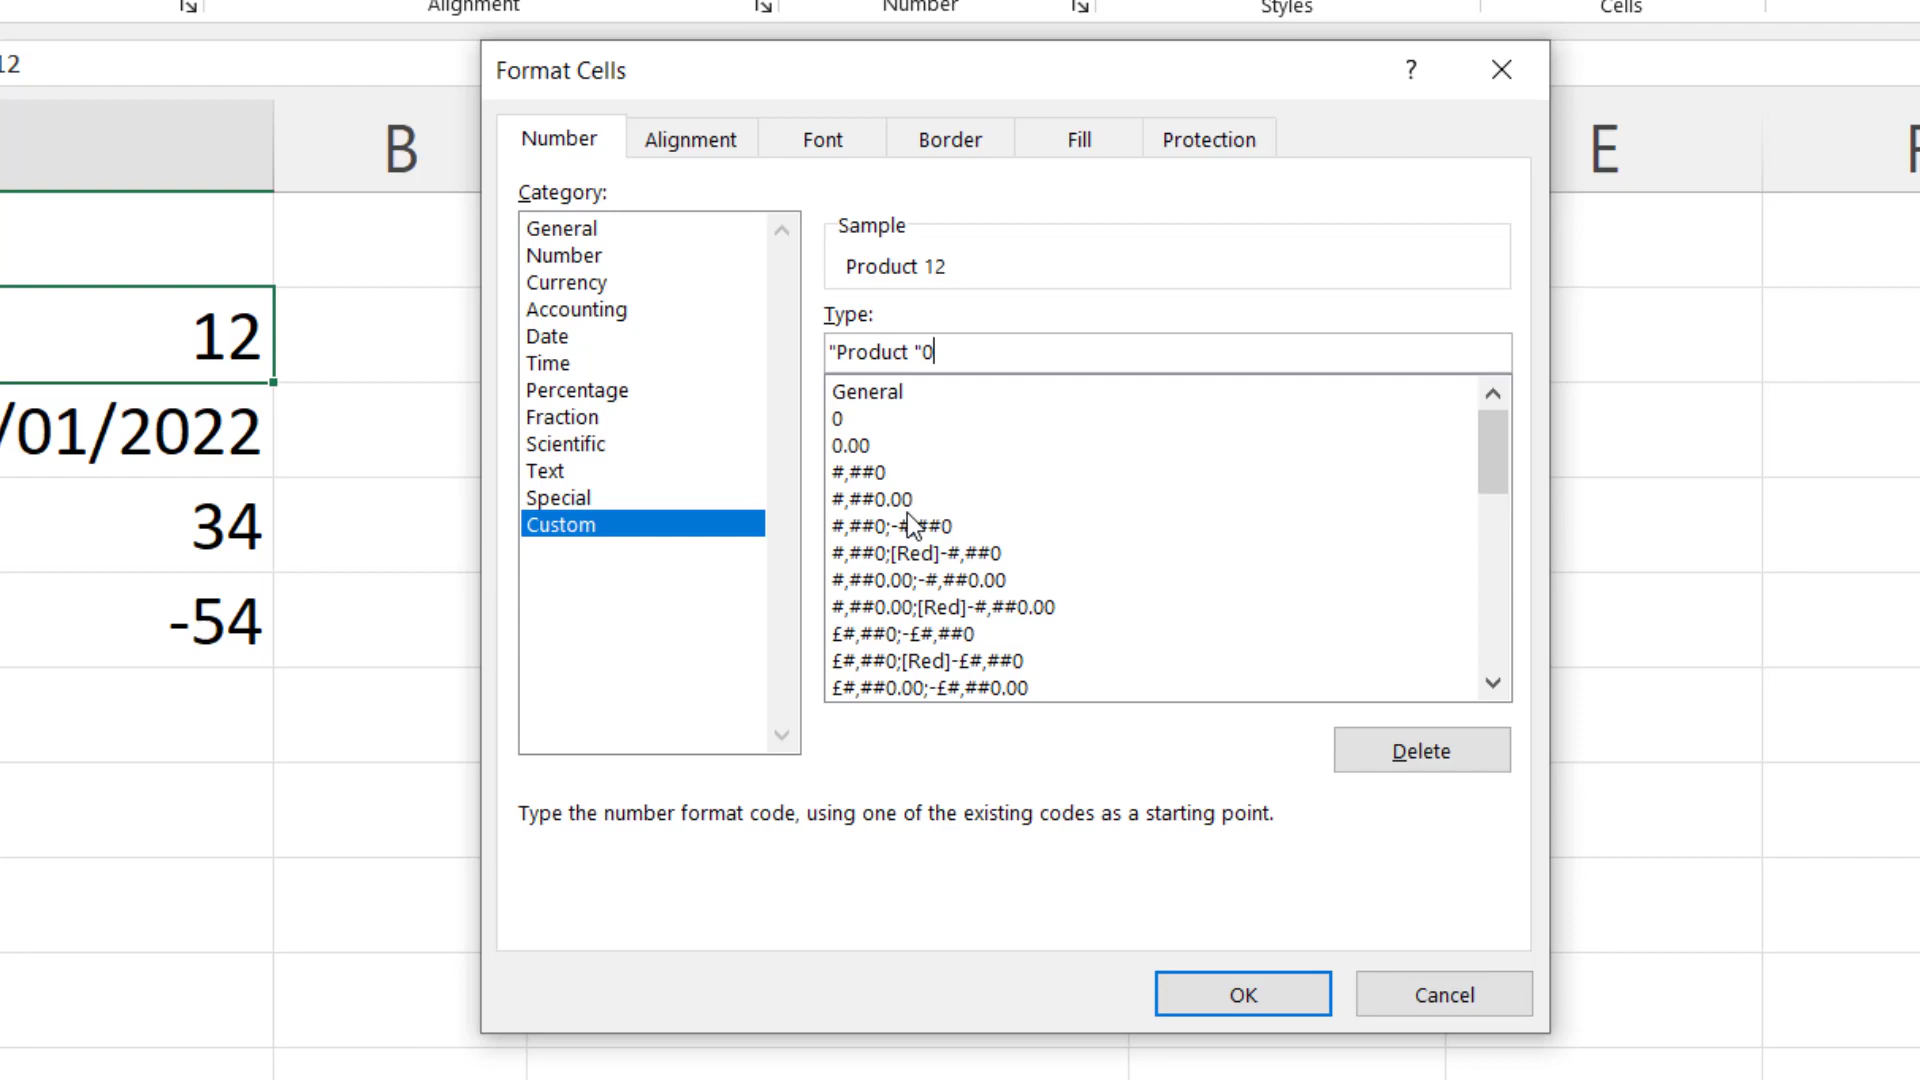 Alignment
Number
Styles
Cells
12
B
E
F
12
/01/2022
34
-54
Format Cells
?
Number
Alignment
Font
Border
Fill
Protection
Category:
General
Number
Currency
Accounting
Date
Time
Percentage
Fraction
Scientific
Text
Special
Custom
Sample
Product 12
Type:
"Product "0
General
0
0.00
#,##0
#,##0.00
#,##0;-#,##0
#,##0;[Red]-#,##0
#,##0.00;-#,##0.00
#,##0.00;[Red]-#,##0.00
£#,##0;-£#,##0
£#,##0;[Red]-£#,##0
£#,##0.00;-£#,##0.00
Delete
Type the number format code, using one of the existing codes as a starting point.
OK
Cancel